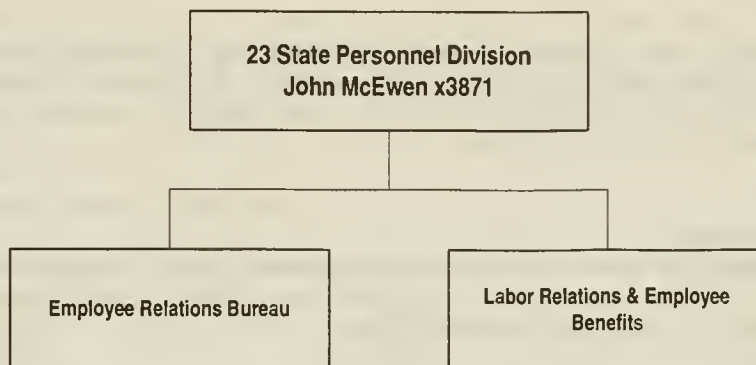 23 State Personnel Division
John McEwen x3871
Employee Relations Bureau
Labor Relations & Employee
Benefits